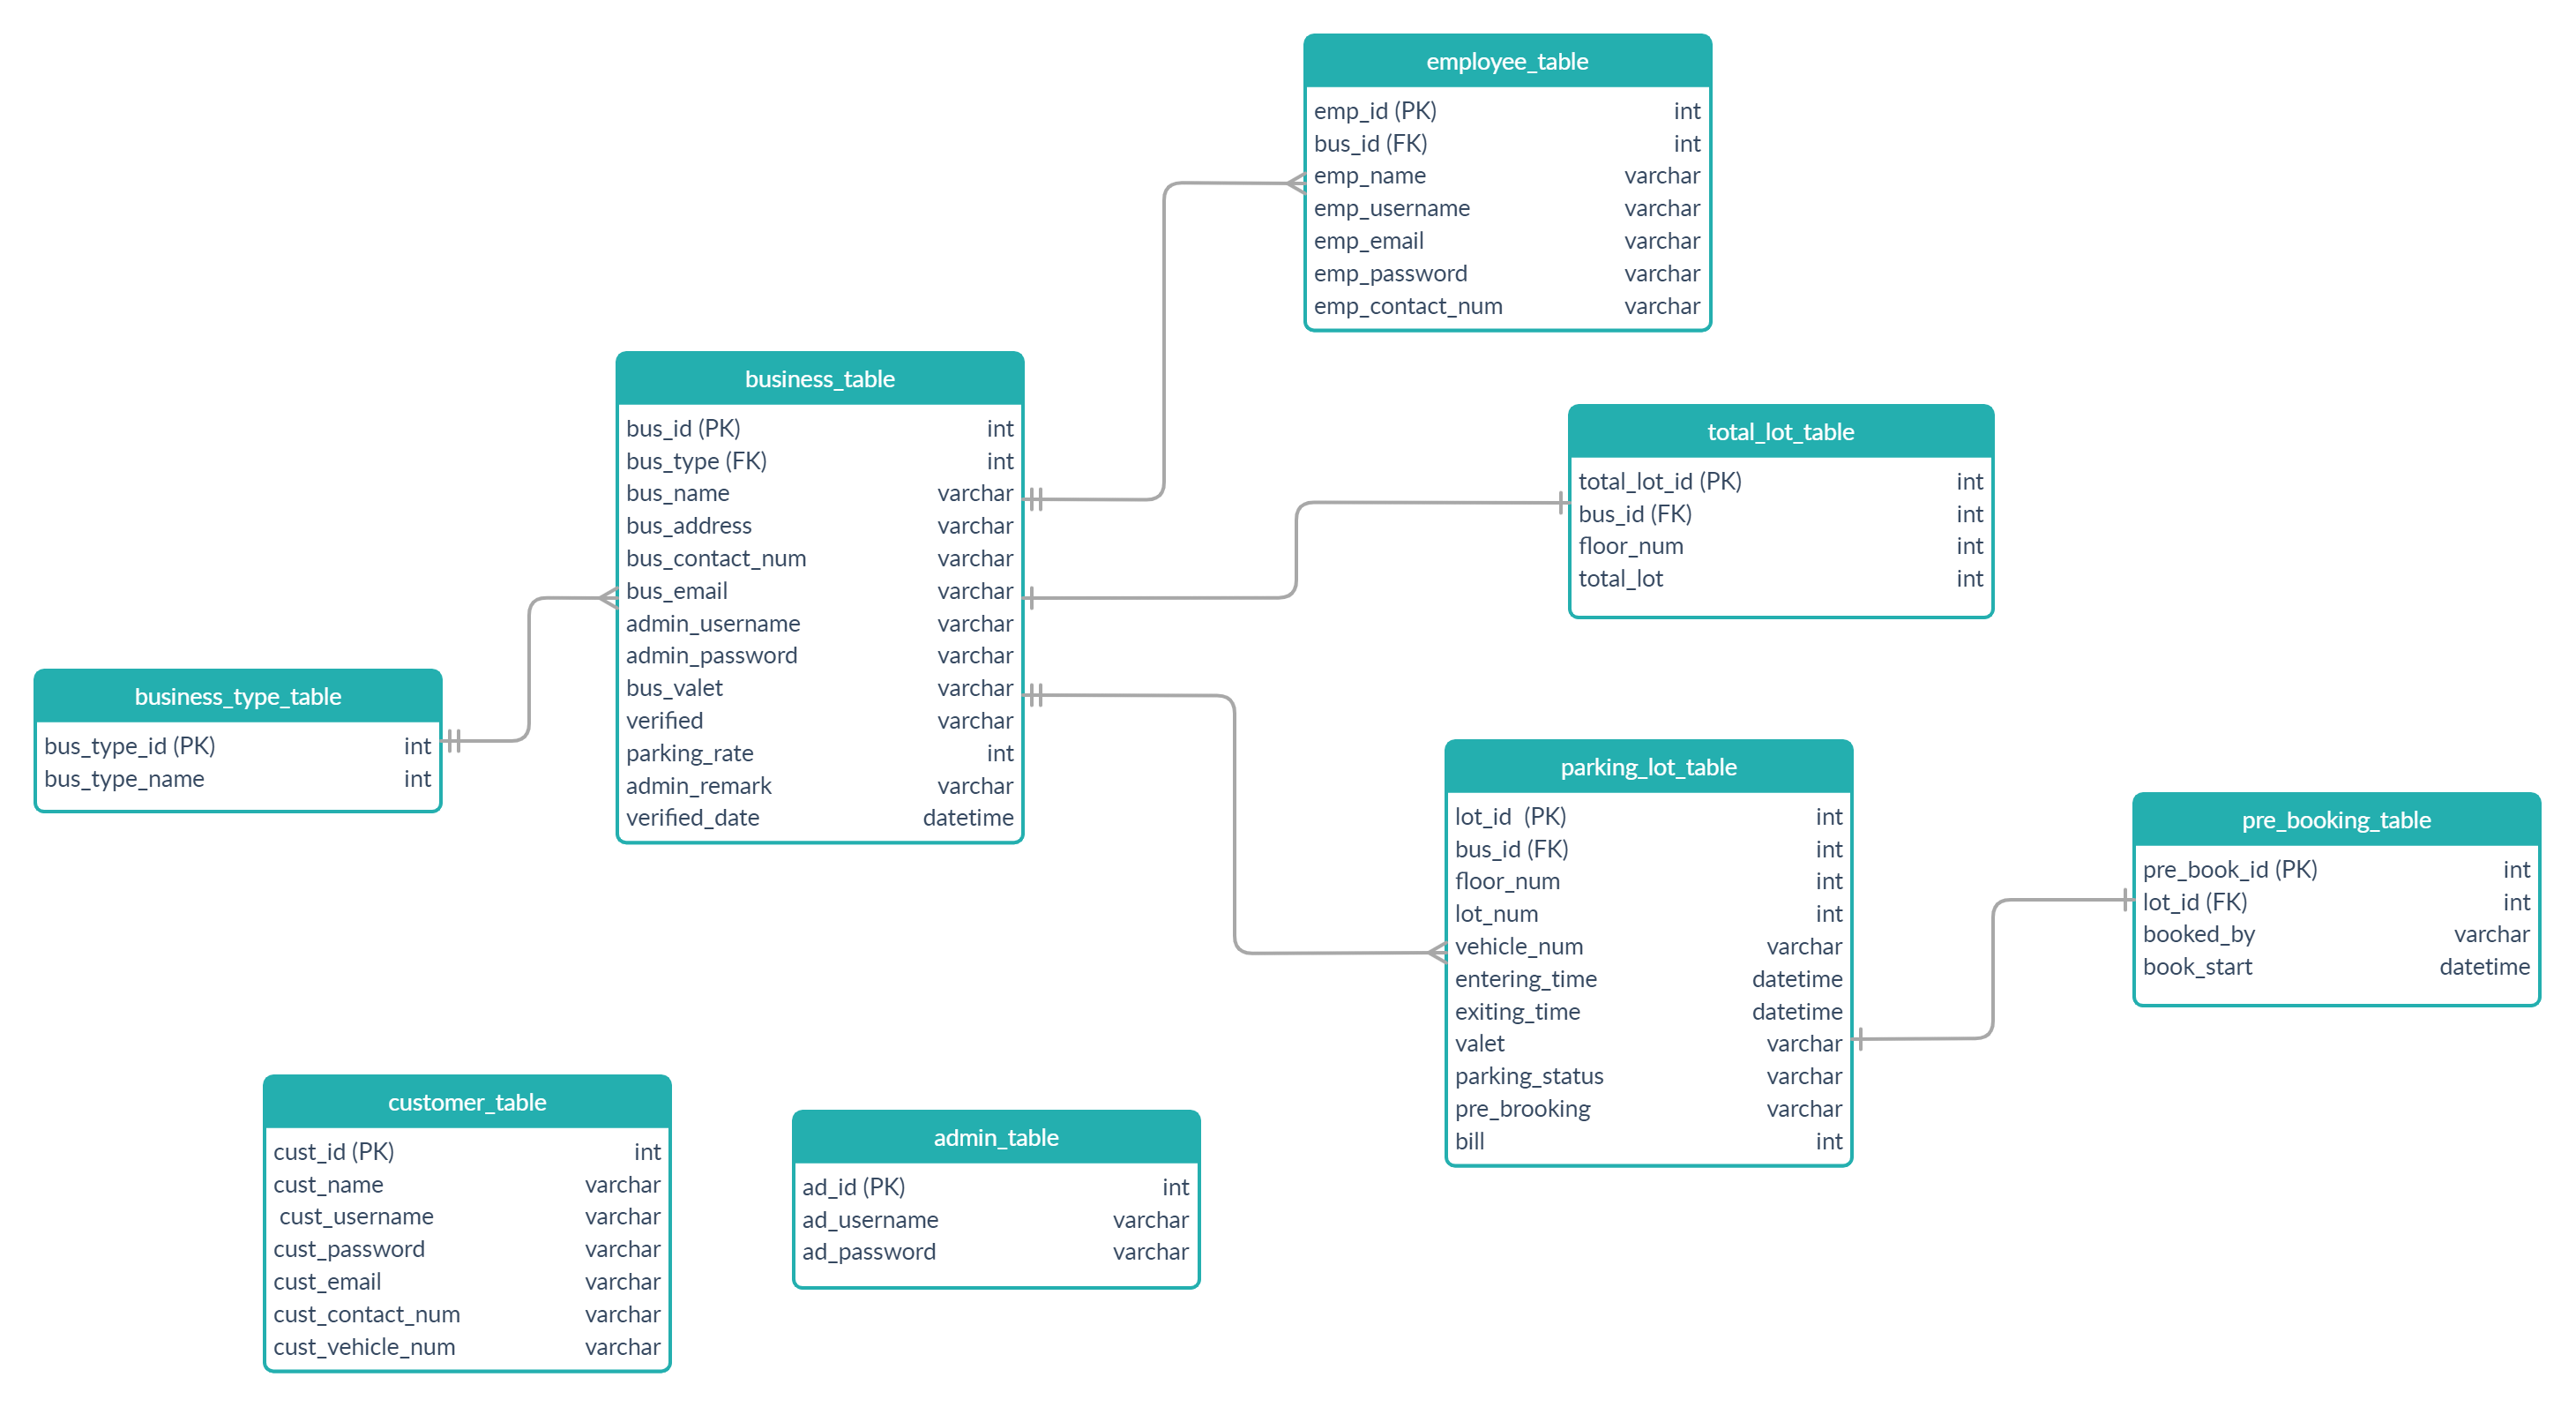 employee_table
emp_id (PK) int
bus_id (FK) int
emp_name varchar
emp_username varchar
emp_email varchar
emp_password varchar
emp_contact_num varchar
business_table
bus_id (PK) int
bus_type (FK) int
bus_name varchar
bus_address varchar
bus_contact_num varchar
bus_email varchar
admin_username varchar
admin_password varchar
bus_valet varchar
verified varchar
parking_rate int
admin_remark varchar
verified_date datetime
total_lot_table
total_lot_id (PK) int
bus_id (FK) int
floor_num int
total_lot int
business_type_table
bus_type_id (PK) int
bus_type_name int
parking_lot_table
lot_id (PK) int
bus_id (FK) int
floor_num int
lot_num int
vehicle_num varchar
entering_time datetime
exiting_time datetime
valet varchar
parking_status varchar
pre_brooking varchar
bill int
pre_booking_table
pre_book_id (PK) int
lot_id (FK) int
booked_by varchar
book_start datetime
customer_table
cust_id (PK) int
cust_name varchar
cust_username varchar
cust_password varchar
cust_email varchar
cust_contact_num varchar
cust_vehicle_num varchar
admin_table
ad_id (PK) int
ad_username varchar
ad_password varchar